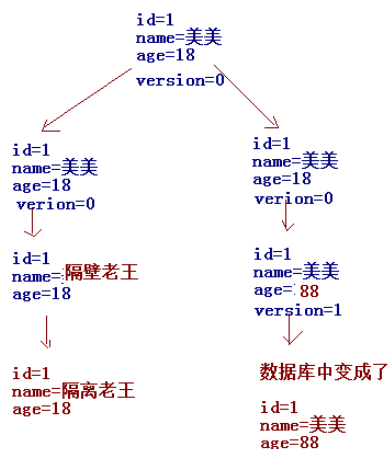 id=1
name=美美
age=18
version=0
id=1
name=美美
age=18
verion=0
id=1
name=隔壁老王
age=18
id=1
name=隔离老王
age=18
id=1
name=美美
age=18
verion=0
id=1
name=美美
age=88
version=1
数据库中变成了
id=1
name=美美
age=88